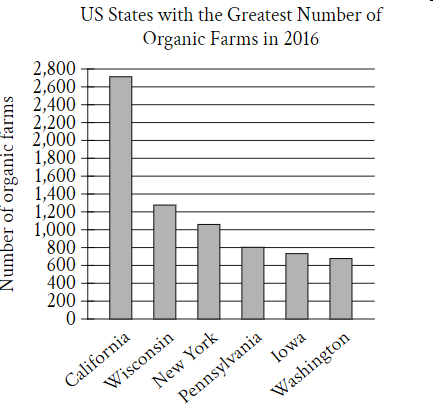 US States with the Greatest Number of
Organic Farms in 2016
Number of organic farms
2,800
2,600
2,400
2,200
2,000
1,800
1,600
1,400
1,200
1,000
800
600
400
200
0
California
Wisconsin
New York
Pennsylvania
Iowa
Washington